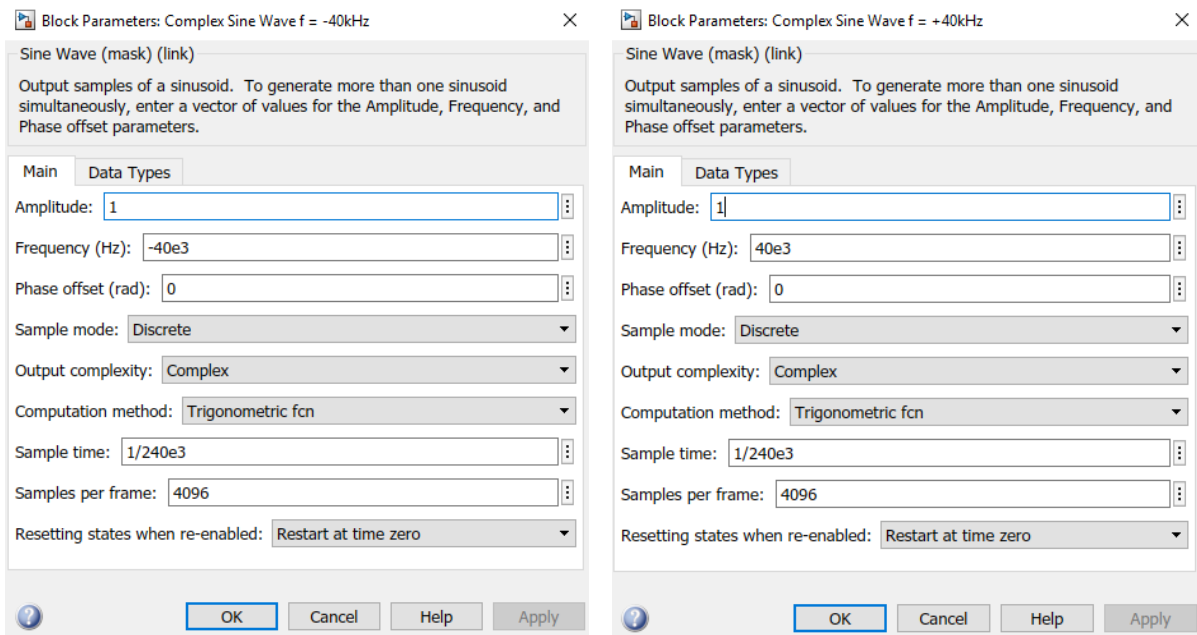 Block Parameters: Complex Sine Wave f = -40kHz
Sine Wave (mask) (link)
Output samples of a sinusoid. To generate more than one sinusoid
simultaneously, enter a vector of values for the Amplitude, Frequency, and
Phase offset parameters.
Main Data Types
Amplitude: 1
Frequency (Hz): -40e3
Phase offset (rad): 0
Sample mode: Discrete
Output complexity: Complex
Computation method: Trigonometric fcn
Sample time: 1/240e3
Samples per frame: 4096
Resetting states when re-enabled: Restart at time zero
OK Cancel Help Apply
Block Parameters: Complex Sine Wave f = +40kHz
Sine Wave (mask) (link)
Output samples of a sinusoid. To generate more than one sinusoid
simultaneously, enter a vector of values for the Amplitude, Frequency, and
Phase offset parameters.
Main Data Types
Amplitude: 1
Frequency (Hz): 40e3
Phase offset (rad): 0
Sample mode: Discrete
Output complexity: Complex
Computation method: Trigonometric fcn
Sample time: 1/240e3
Samples per frame: 4096
Resetting states when re-enabled: Restart at time zero
OK Cancel Help Apply